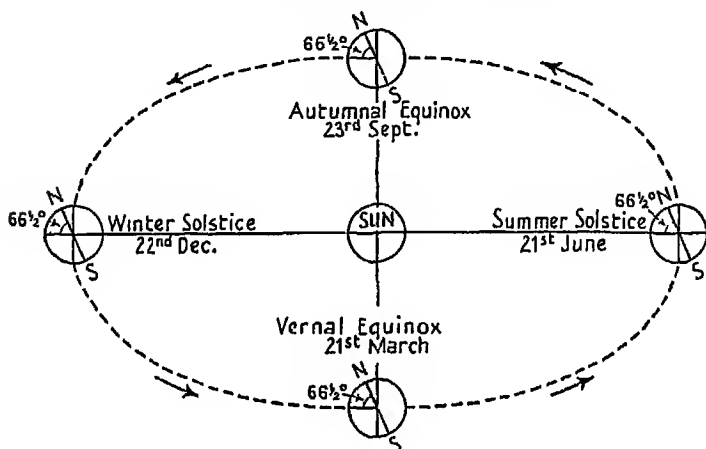 N
66½°
S
Autumnal Equinox
23rd Sept.
N
66½°
S
Winter Solstice
22nd Dec.
SUN
Summer Solstice
21st June
66½°
N
S
Vernal Equinox
21st March
N
66½°
S